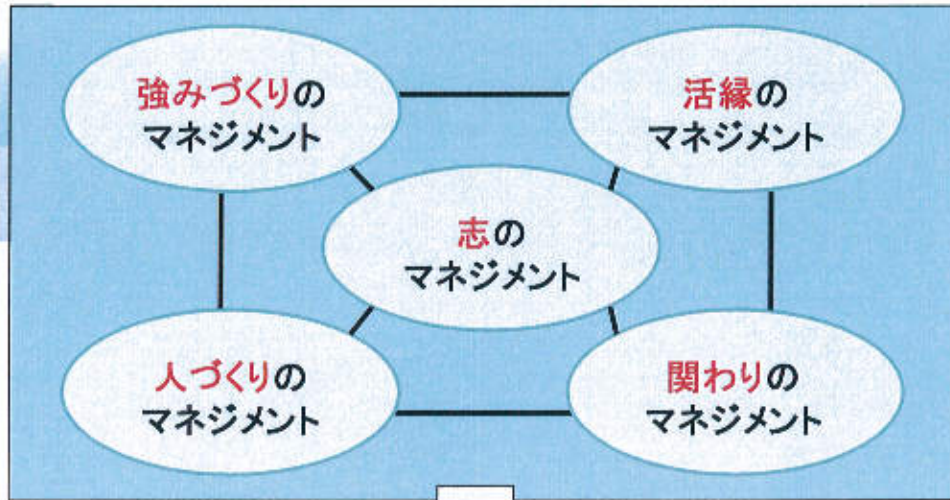 強みづくりの
マネジメント
活縁の
マネジメント
志の
マネジメント
人づくりの
マネジメント
関わりの
マネジメント